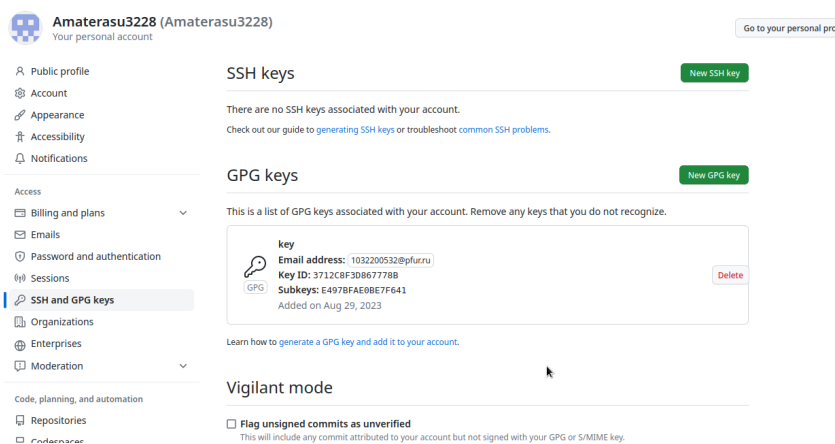 Amaterasu3228 (Amaterasu3228)
Your personal account
Go to your personal pro
Public profile
Account
Appearance
Accessibility
Notifications
Access
Billing and plans
Emails
Password and authentication
Sessions
SSH and GPG keys
Organizations
Enterprises
Moderation
Code, planning, and automation
Repositories
Codespaces
SSH keys
New SSH key
There are no SSH keys associated with your account.
Check out our guide to generating SSH keys or troubleshoot common SSH problems.
GPG keys
New GPG key
This is a list of GPG keys associated with your account. Remove any keys that you do not recognize.
key
Email address: 1032200532@pfur.ru
Key ID: 3712C8F3D867778B
Subkeys: E497BFAE0BE7F641
Added on Aug 29, 2023
GPG
Delete
Learn how to generate a GPG key and add it to your account.
Vigilant mode
Flag unsigned commits as unverified
This will include any commit attributed to your account but not signed with your GPG or S/MIME key.